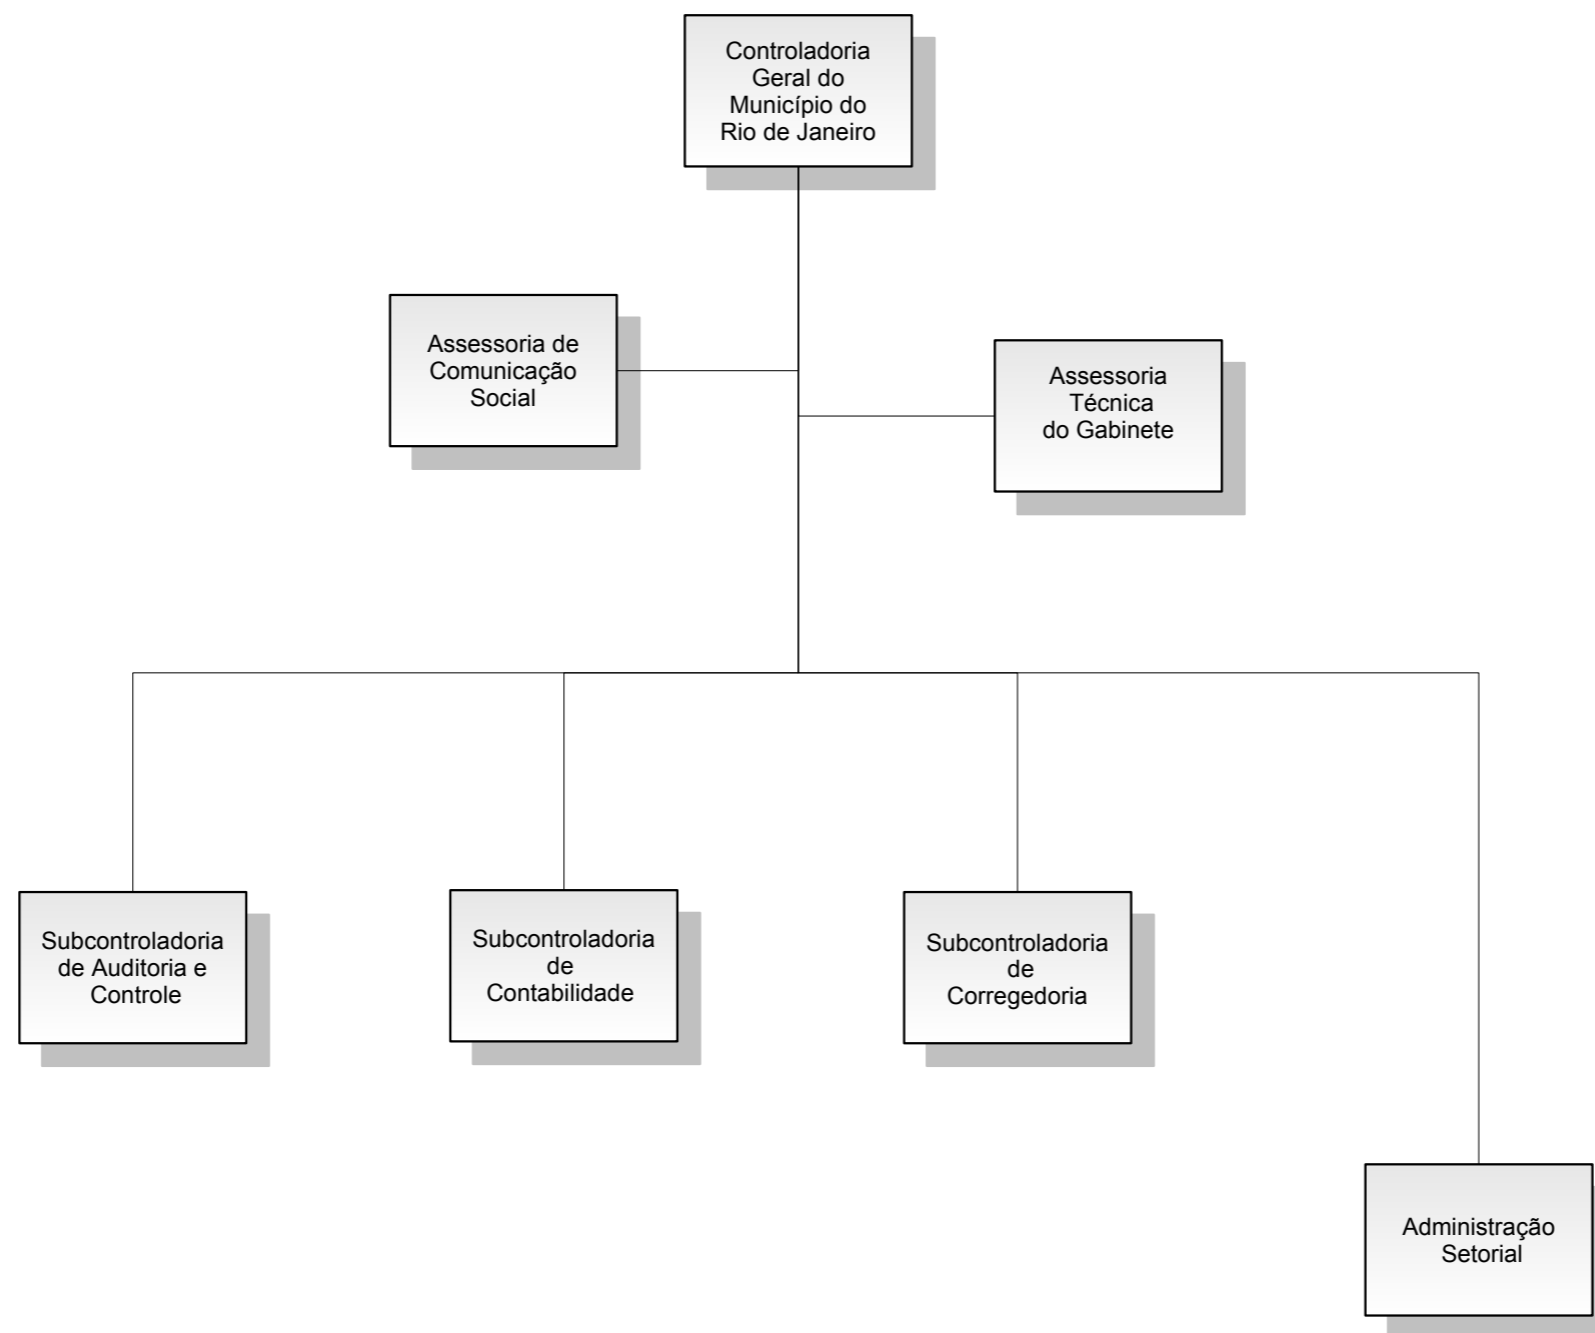 Controladoria
Geral do
Município do
Rio de Janeiro
Assessoria de
Comunicação
Social
Assessoria
Técnica
do Gabinete
Subcontroladoria
de Auditoria e
Controle
Subcontroladoria
de
Contabilidade
Subcontroladoria
de
Corregedoria
Administração
Setorial